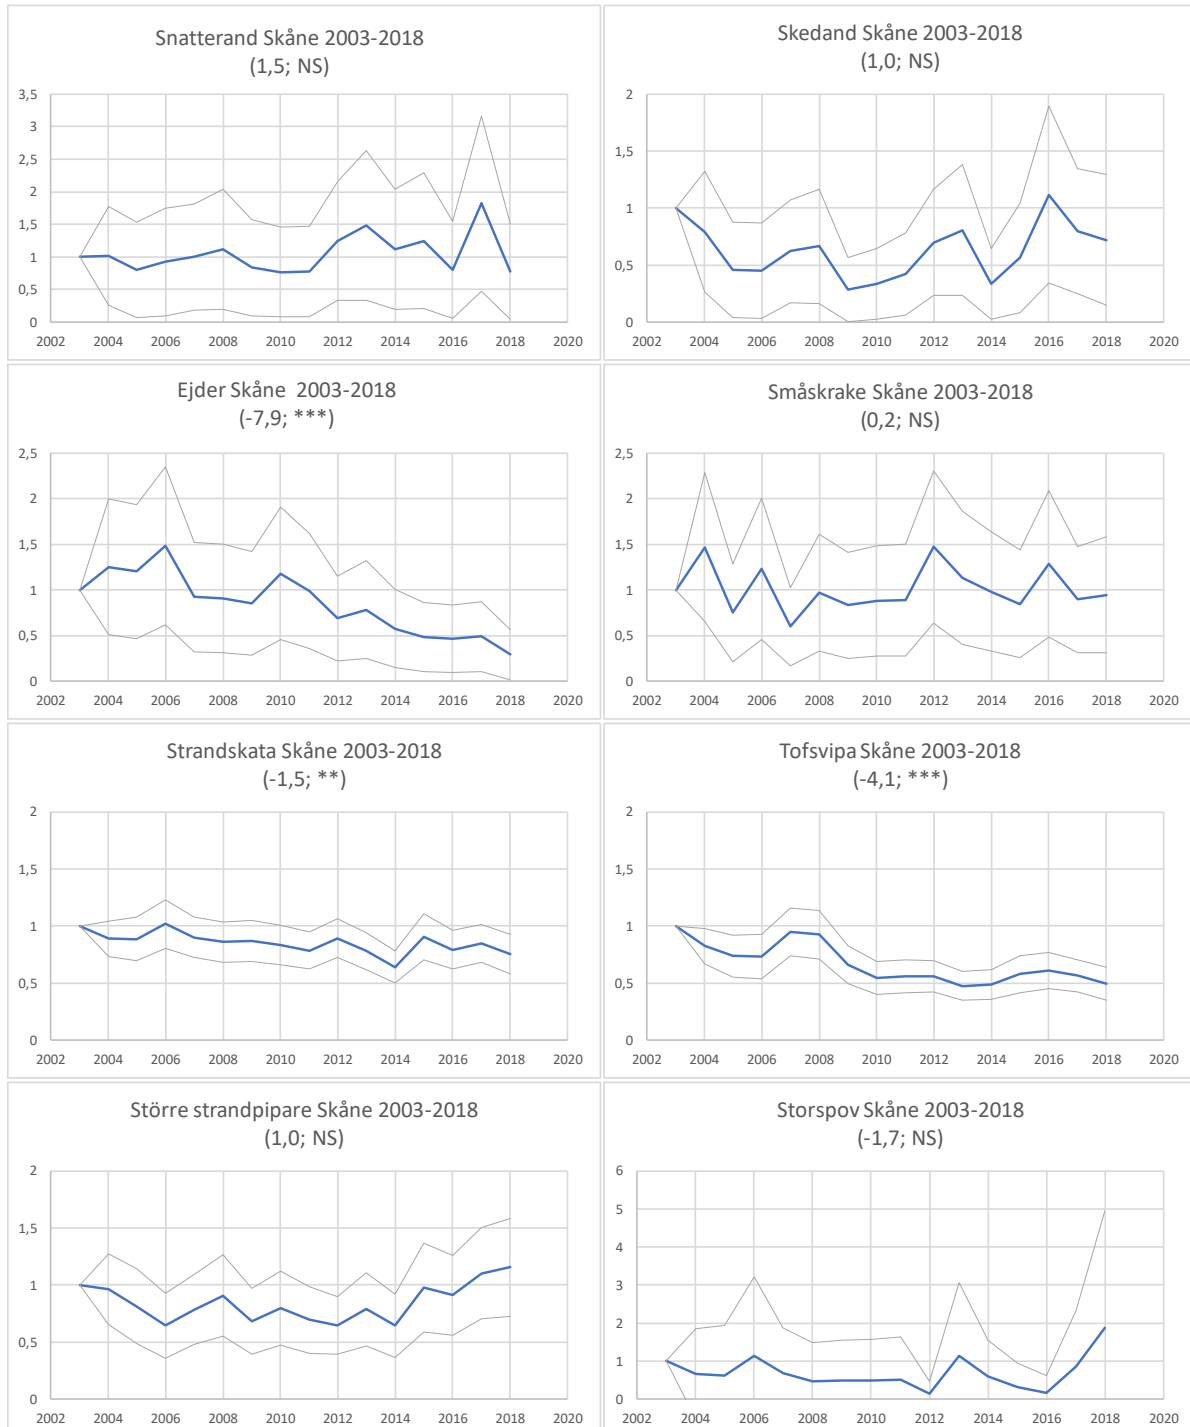 Snatterand Skåne 2003-2018
(1,5; NS)
3,5
3
2,5
2
1,5
1
0,5
0
2002 2004 2006 2008 2010 2012 2014 2016 2018 2020
Skedand Skåne 2003-2018
(1,0; NS)
2
1,5
1
0,5
0
2002 2004 2006 2008 2010 2012 2014 2016 2018 2020
Ejder Skåne 2003-2018
(-7,9; ***)
2,5
2
1,5
1
0,5
0
2002 2004 2006 2008 2010 2012 2014 2016 2018 2020
Småskrake Skåne 2003-2018
(0,2; NS)
2,5
2
1,5
1
0,5
0
2002 2004 2006 2008 2010 2012 2014 2016 2018 2020
Strandskata Skåne 2003-2018
(-1,5; **)
2
1,5
1
0,5
0
2002 2004 2006 2008 2010 2012 2014 2016 2018 2020
Tofsvipa Skåne 2003-2018
(-4,1; ***)
2
1,5
1
0,5
0
2002 2004 2006 2008 2010 2012 2014 2016 2018 2020
Större strandpipare Skåne 2003-2018
(1,0; NS)
2
1,5
1
0,5
0
2002 2004 2006 2008 2010 2012 2014 2016 2018 2020
Storspov Skåne 2003-2018
(-1,7; NS)
6
5
4
3
2
1
0
2002 2004 2006 2008 2010 2012 2014 2016 2018 2020